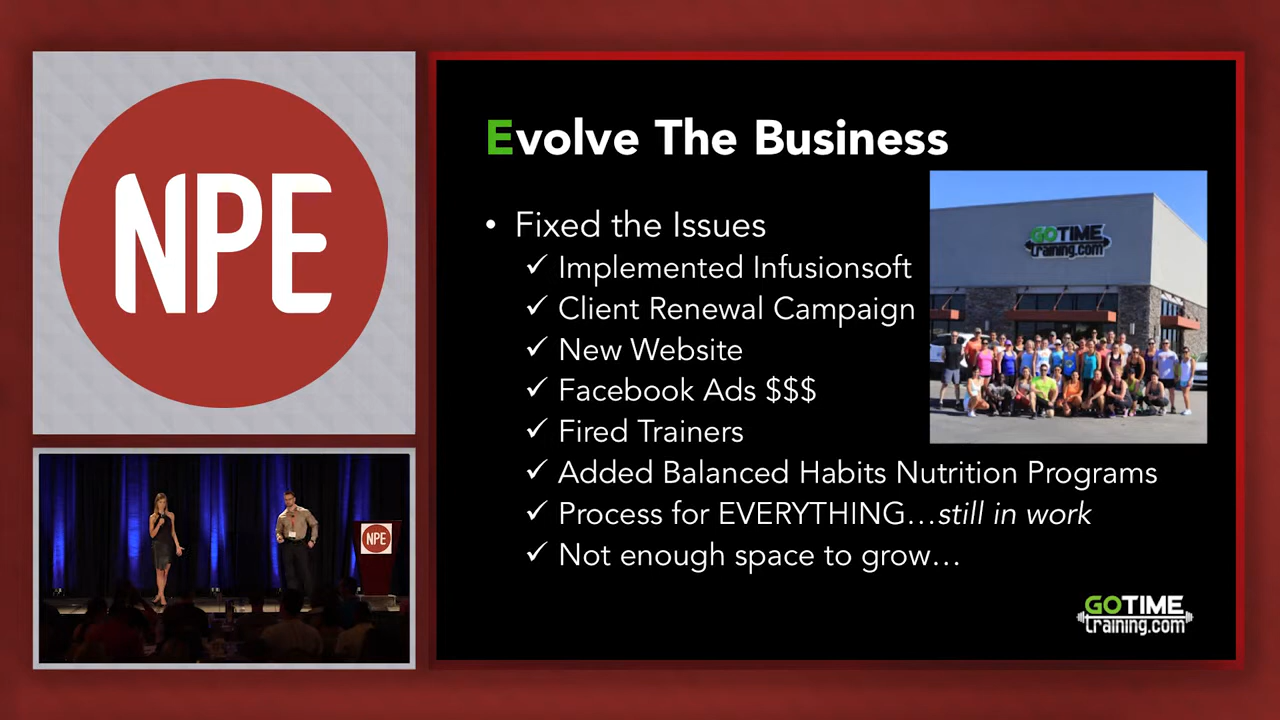 NPE
NPE
Evolve The Business
• Fixed the Issues
✓ Implemented Infusionsoft
✓ Client Renewal Campaign
✓ New Website
✓ Facebook Ads $$$
✓ Fired Trainers
✓ Added Balanced Habits Nutrition Programs
✓ Process for EVERYTHING…still in work
✓ Not enough space to grow…
GOTIME
training.com
GOTIME
training.com